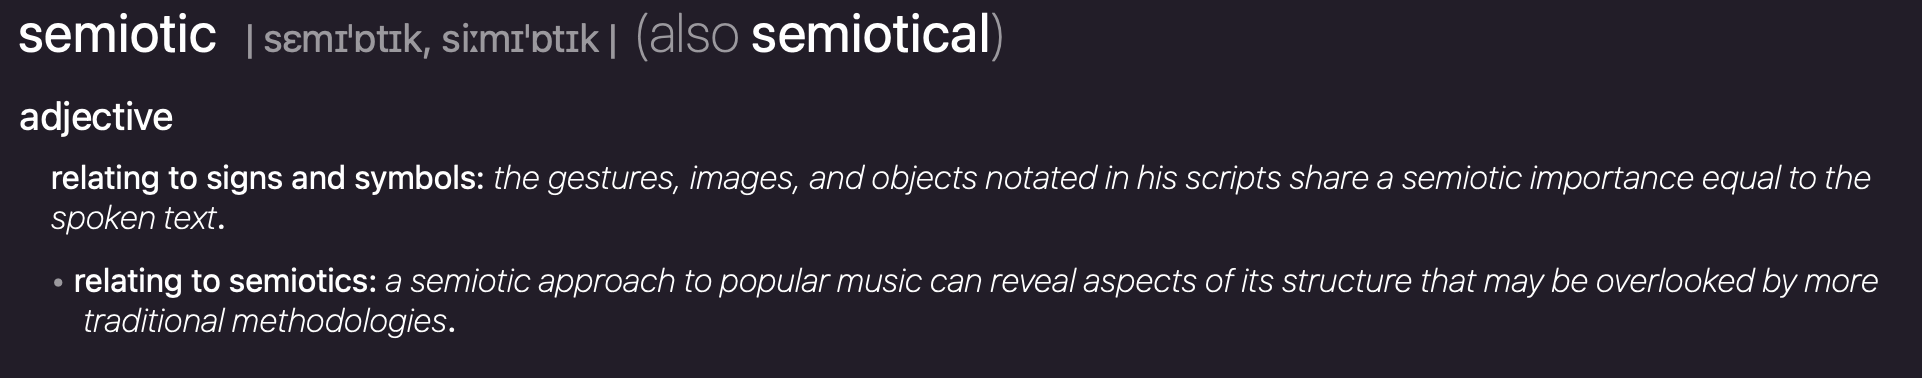 semiotic | sɛmɪˈɒtɪk, siːmɪˈɒtɪk | (also semiotical)
adjective
relating to signs and symbols: the gestures, images, and objects notated in his scripts share a semiotic importance equal to the
spoken text.
• relating to semiotics: a semiotic approach to popular music can reveal aspects of its structure that may be overlooked by more
traditional methodologies.